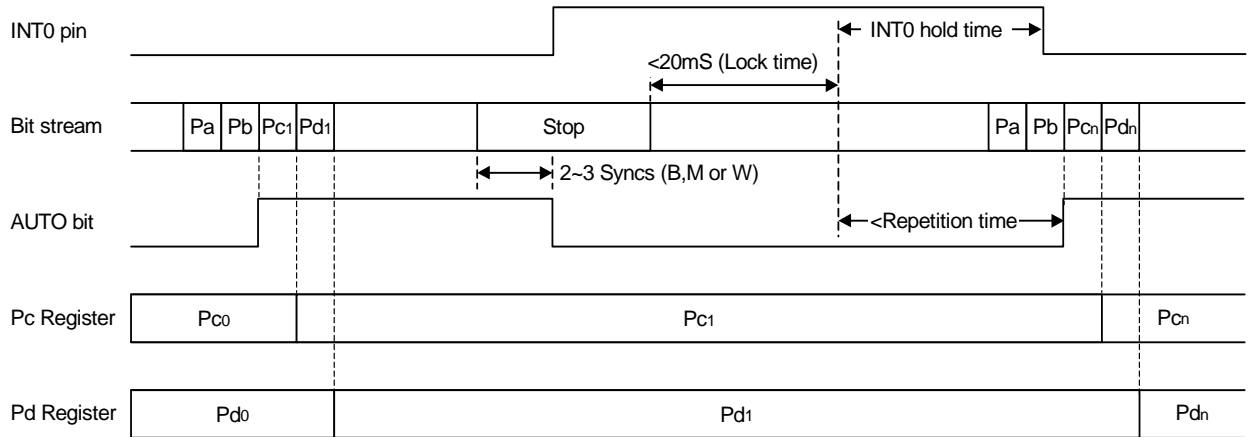 INT0 pin
INT0 hold time
<20mS (Lock time)
Bit stream
Pa Pb Pc1 Pd1 Stop Pa Pb Pcn Pdn
2~3 Syncs (B,M or W)
AUTO bit
<Repetition time
Pc Register Pc0 Pc1 Pcn
Pd Register Pd0 Pd1 Pdn